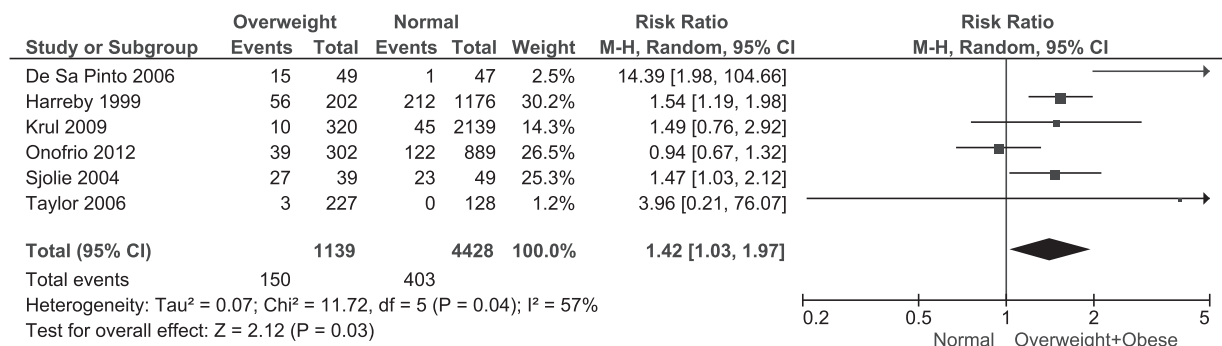 Overweight Normal Risk Ratio Risk Ratio
Study or Subgroup Events Total Events Total Weight M-H, Random, 95% CI M-H, Random, 95% CI
De Sa Pinto 2006 15 49 1 47 2.5% 14.39 [1.98, 104.66]
Harreby 1999 56 202 212 1176 30.2% 1.54 [1.19, 1.98]
Krul 2009 10 320 45 2139 14.3% 1.49 [0.76, 2.92]
Onofrio 2012 39 302 122 889 26.5% 0.94 [0.67, 1.32]
Sjolie 2004 27 39 23 49 25.3% 1.47 [1.03, 2.12]
Taylor 2006 3 227 0 128 1.2% 3.96 [0.21, 76.07]
Total (95% CI) 1139 4428 100.0% 1.42 [1.03, 1.97]
Total events 150 403
Heterogeneity: Tau² = 0.07; Chi² = 11.72, df = 5 (P = 0.04); I² = 57%
Test for overall effect: Z = 2.12 (P = 0.03)
0.2 0.5 1 2 5
Normal Overweight+Obese